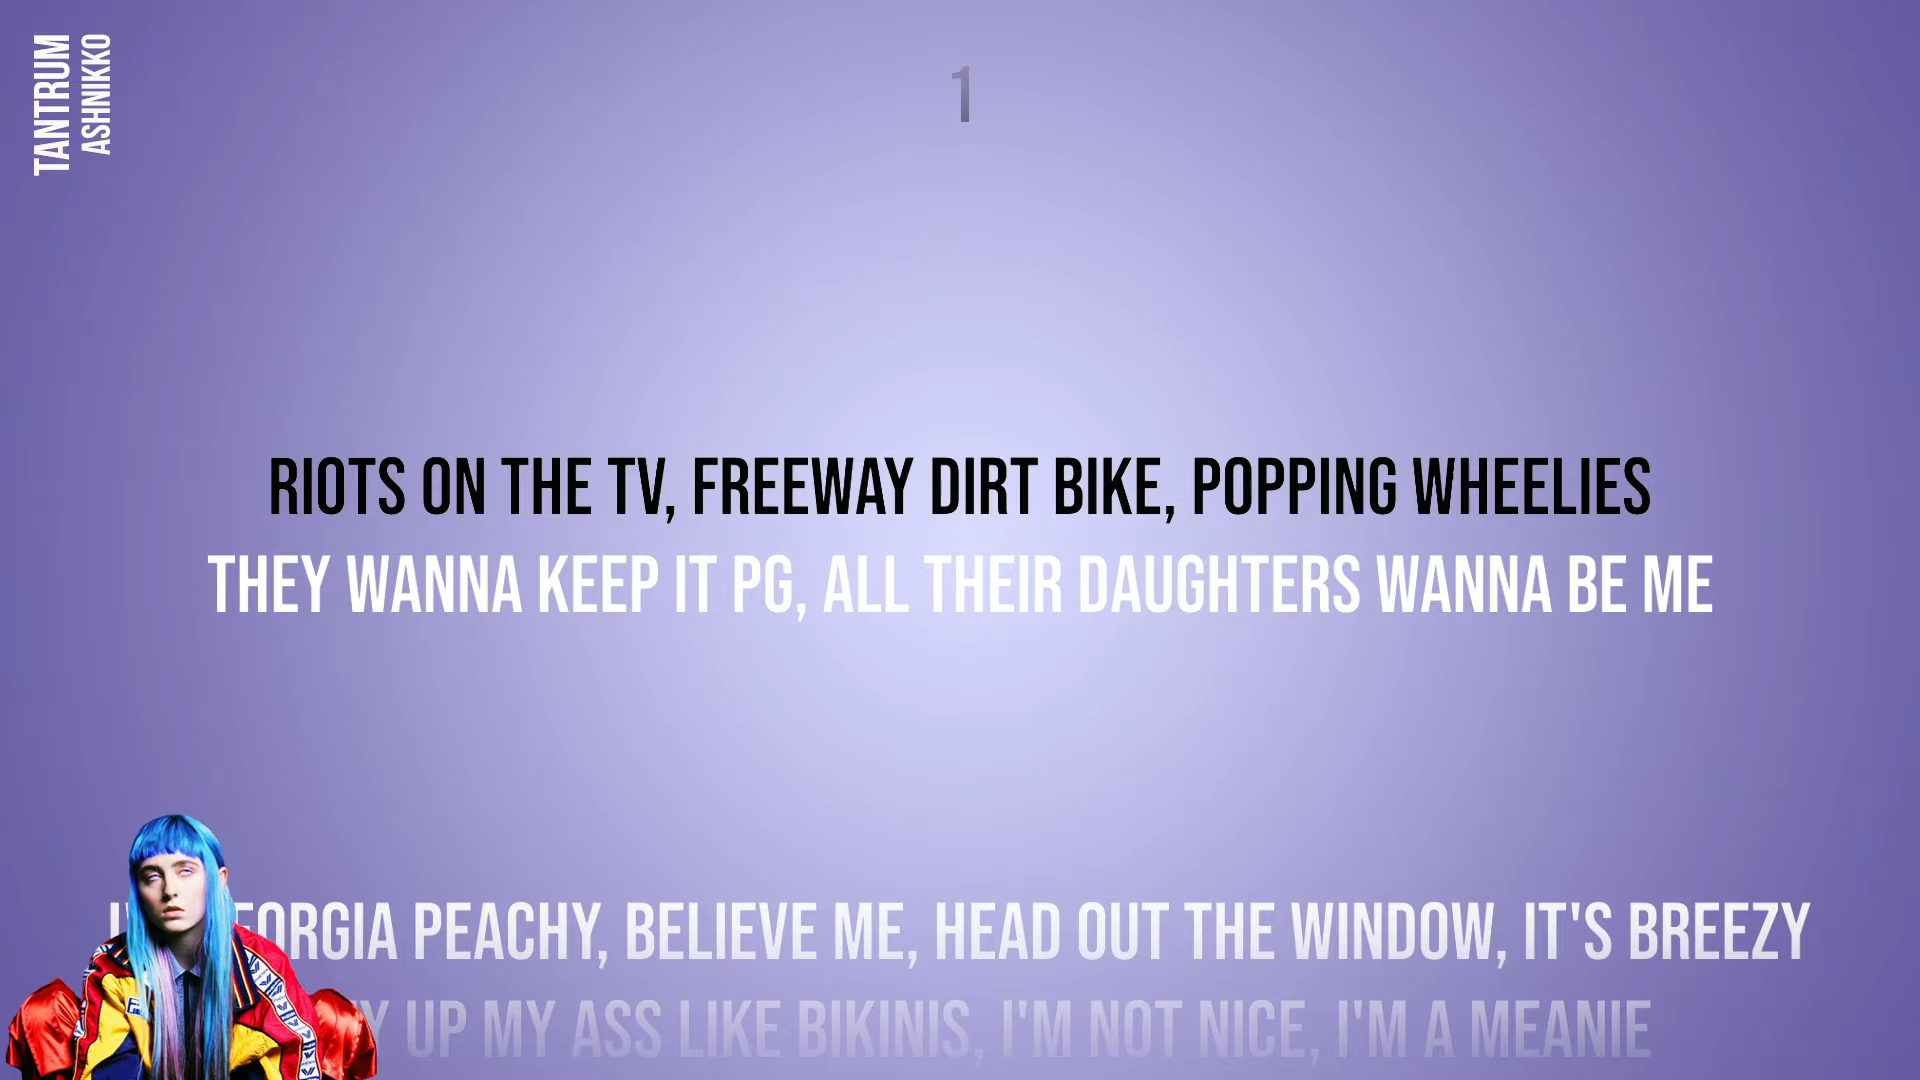 TANTRUM
ASHNIKKO
1
RIOTS ON THE TV, FREEWAY DIRT BIKE, POPPING WHEELIES
THEY WANNA KEEP IT PG, ALL THEIR DAUGHTERS WANNA BE ME
PEACHY, BELIEVE ME, HEAD OUT THE WINDOW, IT'S BREEZY
UP MY ASS LIKE BIKINIS, I'M NOT NICE, I'M A MEANIE